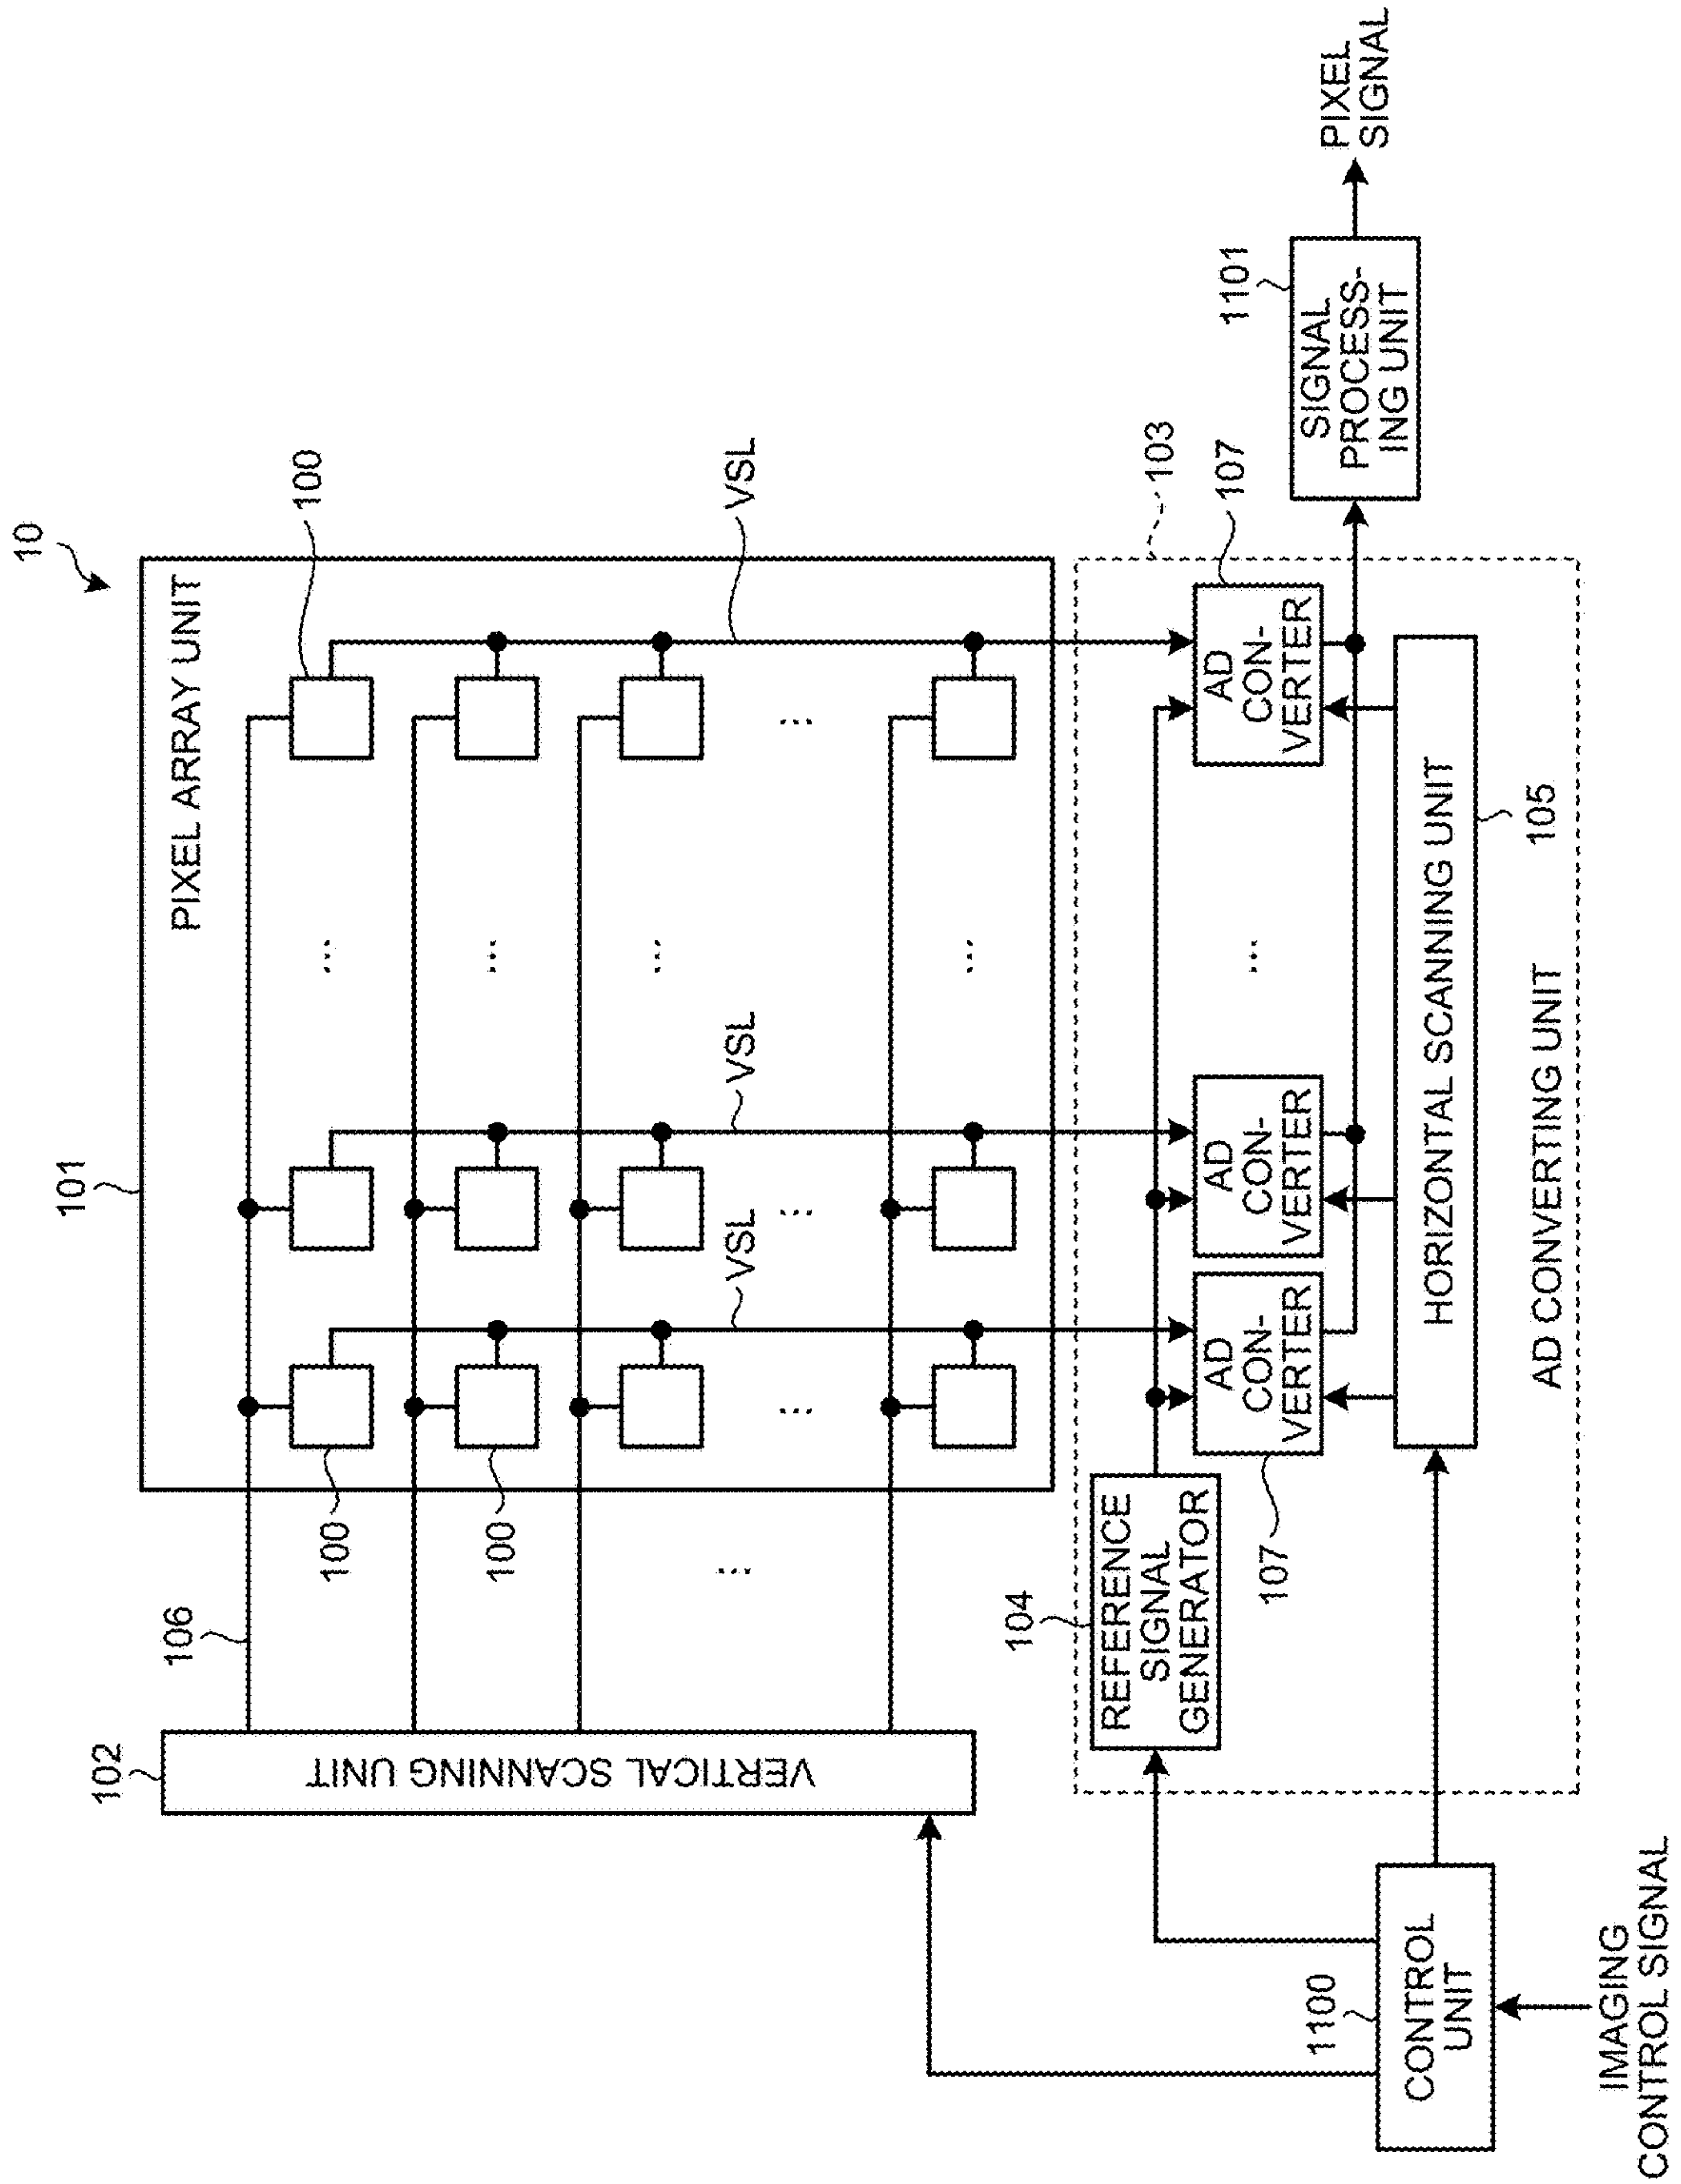 10
101
PIXEL ARRAY UNIT
102
106
100
100
100
VSL
VSL
VSL
VERTICAL SCANNING UNIT
103
104
REFERENCE
SIGNAL
GENERATOR
107
107
AD
CON-
VERTER
AD
CON-
VERTER
AD
CON-
VERTER
HORIZONTAL SCANNING UNIT
105
AD CONVERTING UNIT
1100
CONTROL
UNIT
IMAGING
CONTROL SIGNAL
1101
SIGNAL
PROCESS-
ING UNIT
PIXEL
SIGNAL